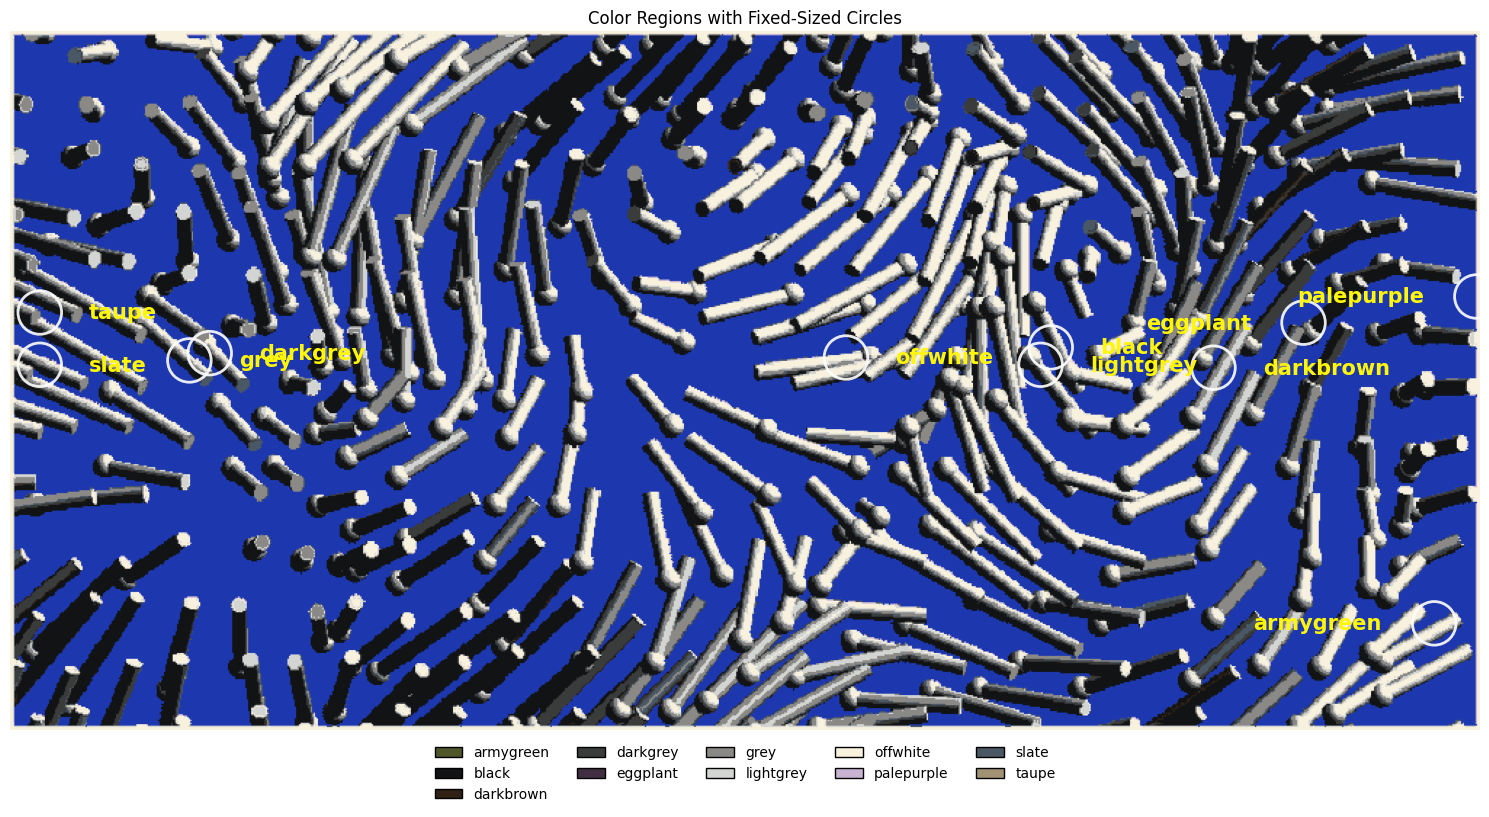 Color Regions with Fixed-Sized Circles
palepurple
taupe
eggplant
black
darkgrey
grey
offwhite
slate
lightgrey
darkbrown
armygreen
armygreen
darkgrey
grey
offwhite
slate
black
eggplant
lightgrey
palepurple
taupe
darkbrown